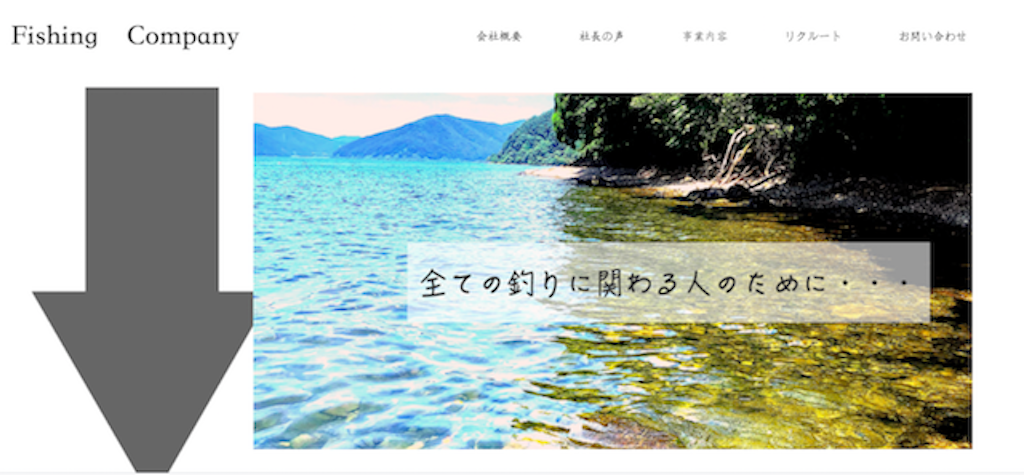 Fishing Company
会社概要
社長の声
事業内容
リクルート
お問い合わせ
全ての釣りに関わる人のために・・・